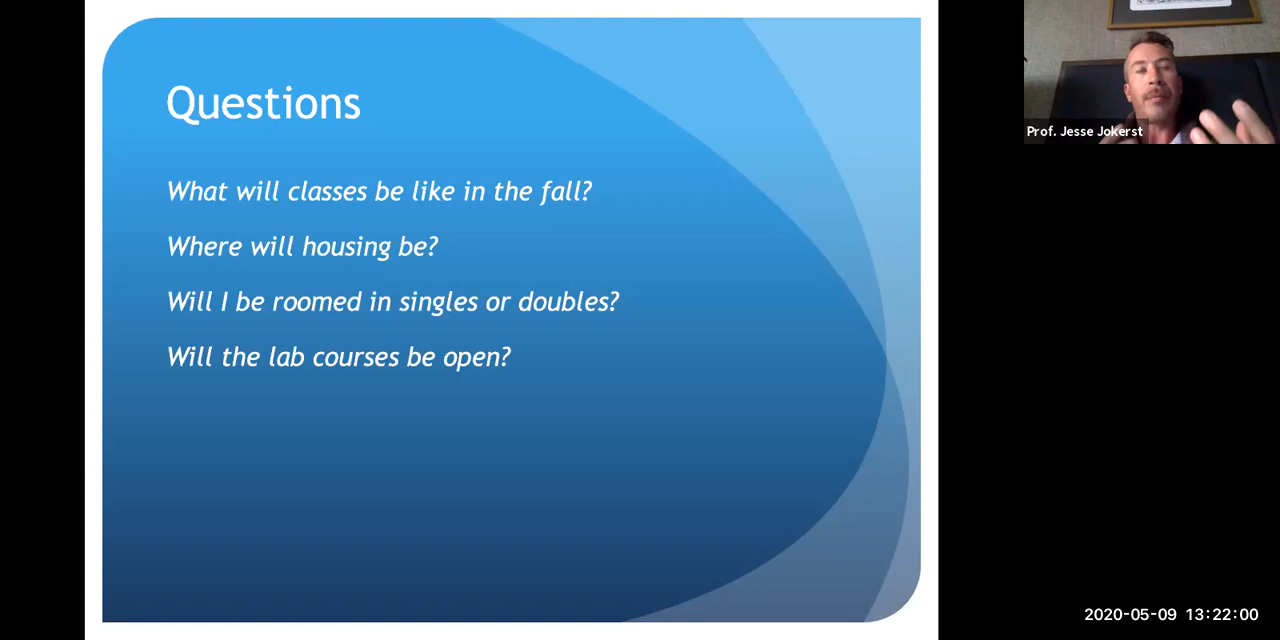 Questions
What will classes be like in the fall?
Where will housing be?
Will I be roomed in singles or doubles?
Will the lab courses be open?
Prof. Jesse Jokerst
2020-05-09 13:22:00